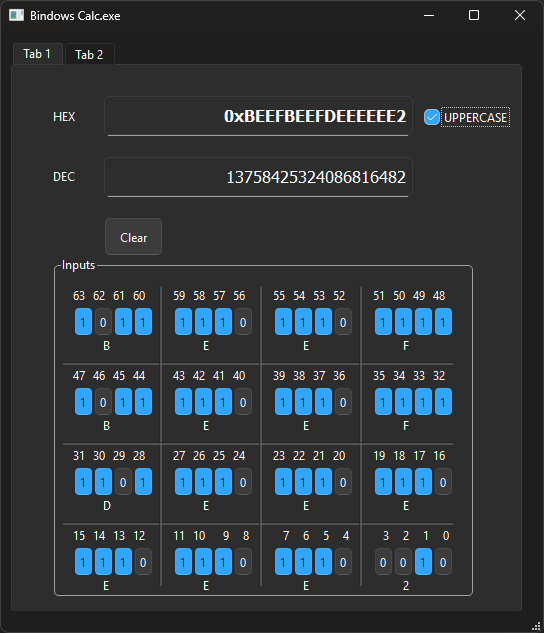 Bindows Calc.exe
Tab 1 Tab 2
HEX 0xBEEFBEEFDEEEEEE2 UPPERCASE
DEC 13758425324086816482
Clear
Inputs
63 62 61 60 59 58 57 56 55 54 53 52 51 50 49 48
1 0 1 1 1 1 1 0 1 1 1 0 1 1 1 1
B E E F
47 46 45 44 43 42 41 40 39 38 37 36 35 34 33 32
1 0 1 1 1 1 1 0 1 1 1 0 1 1 1 1
B E E F
31 30 29 28 27 26 25 24 23 22 21 20 19 18 17 16
1 1 0 1 1 1 1 0 1 1 1 0 1 1 1 0
D E E E
15 14 13 12 11 10 9 8 7 6 5 4 3 2 1 0
1 1 1 0 1 1 1 0 1 1 1 0 0 0 1 0
E E E 2